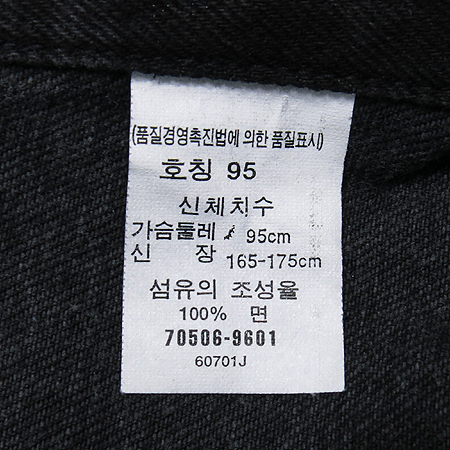 (품질경영촉진법에 의한 품질표시)
호칭 95
신체치수
가슴둘레 95cm
신 장 165-175cm
섬유의 조성율
100% 면
70506-9601
60701J